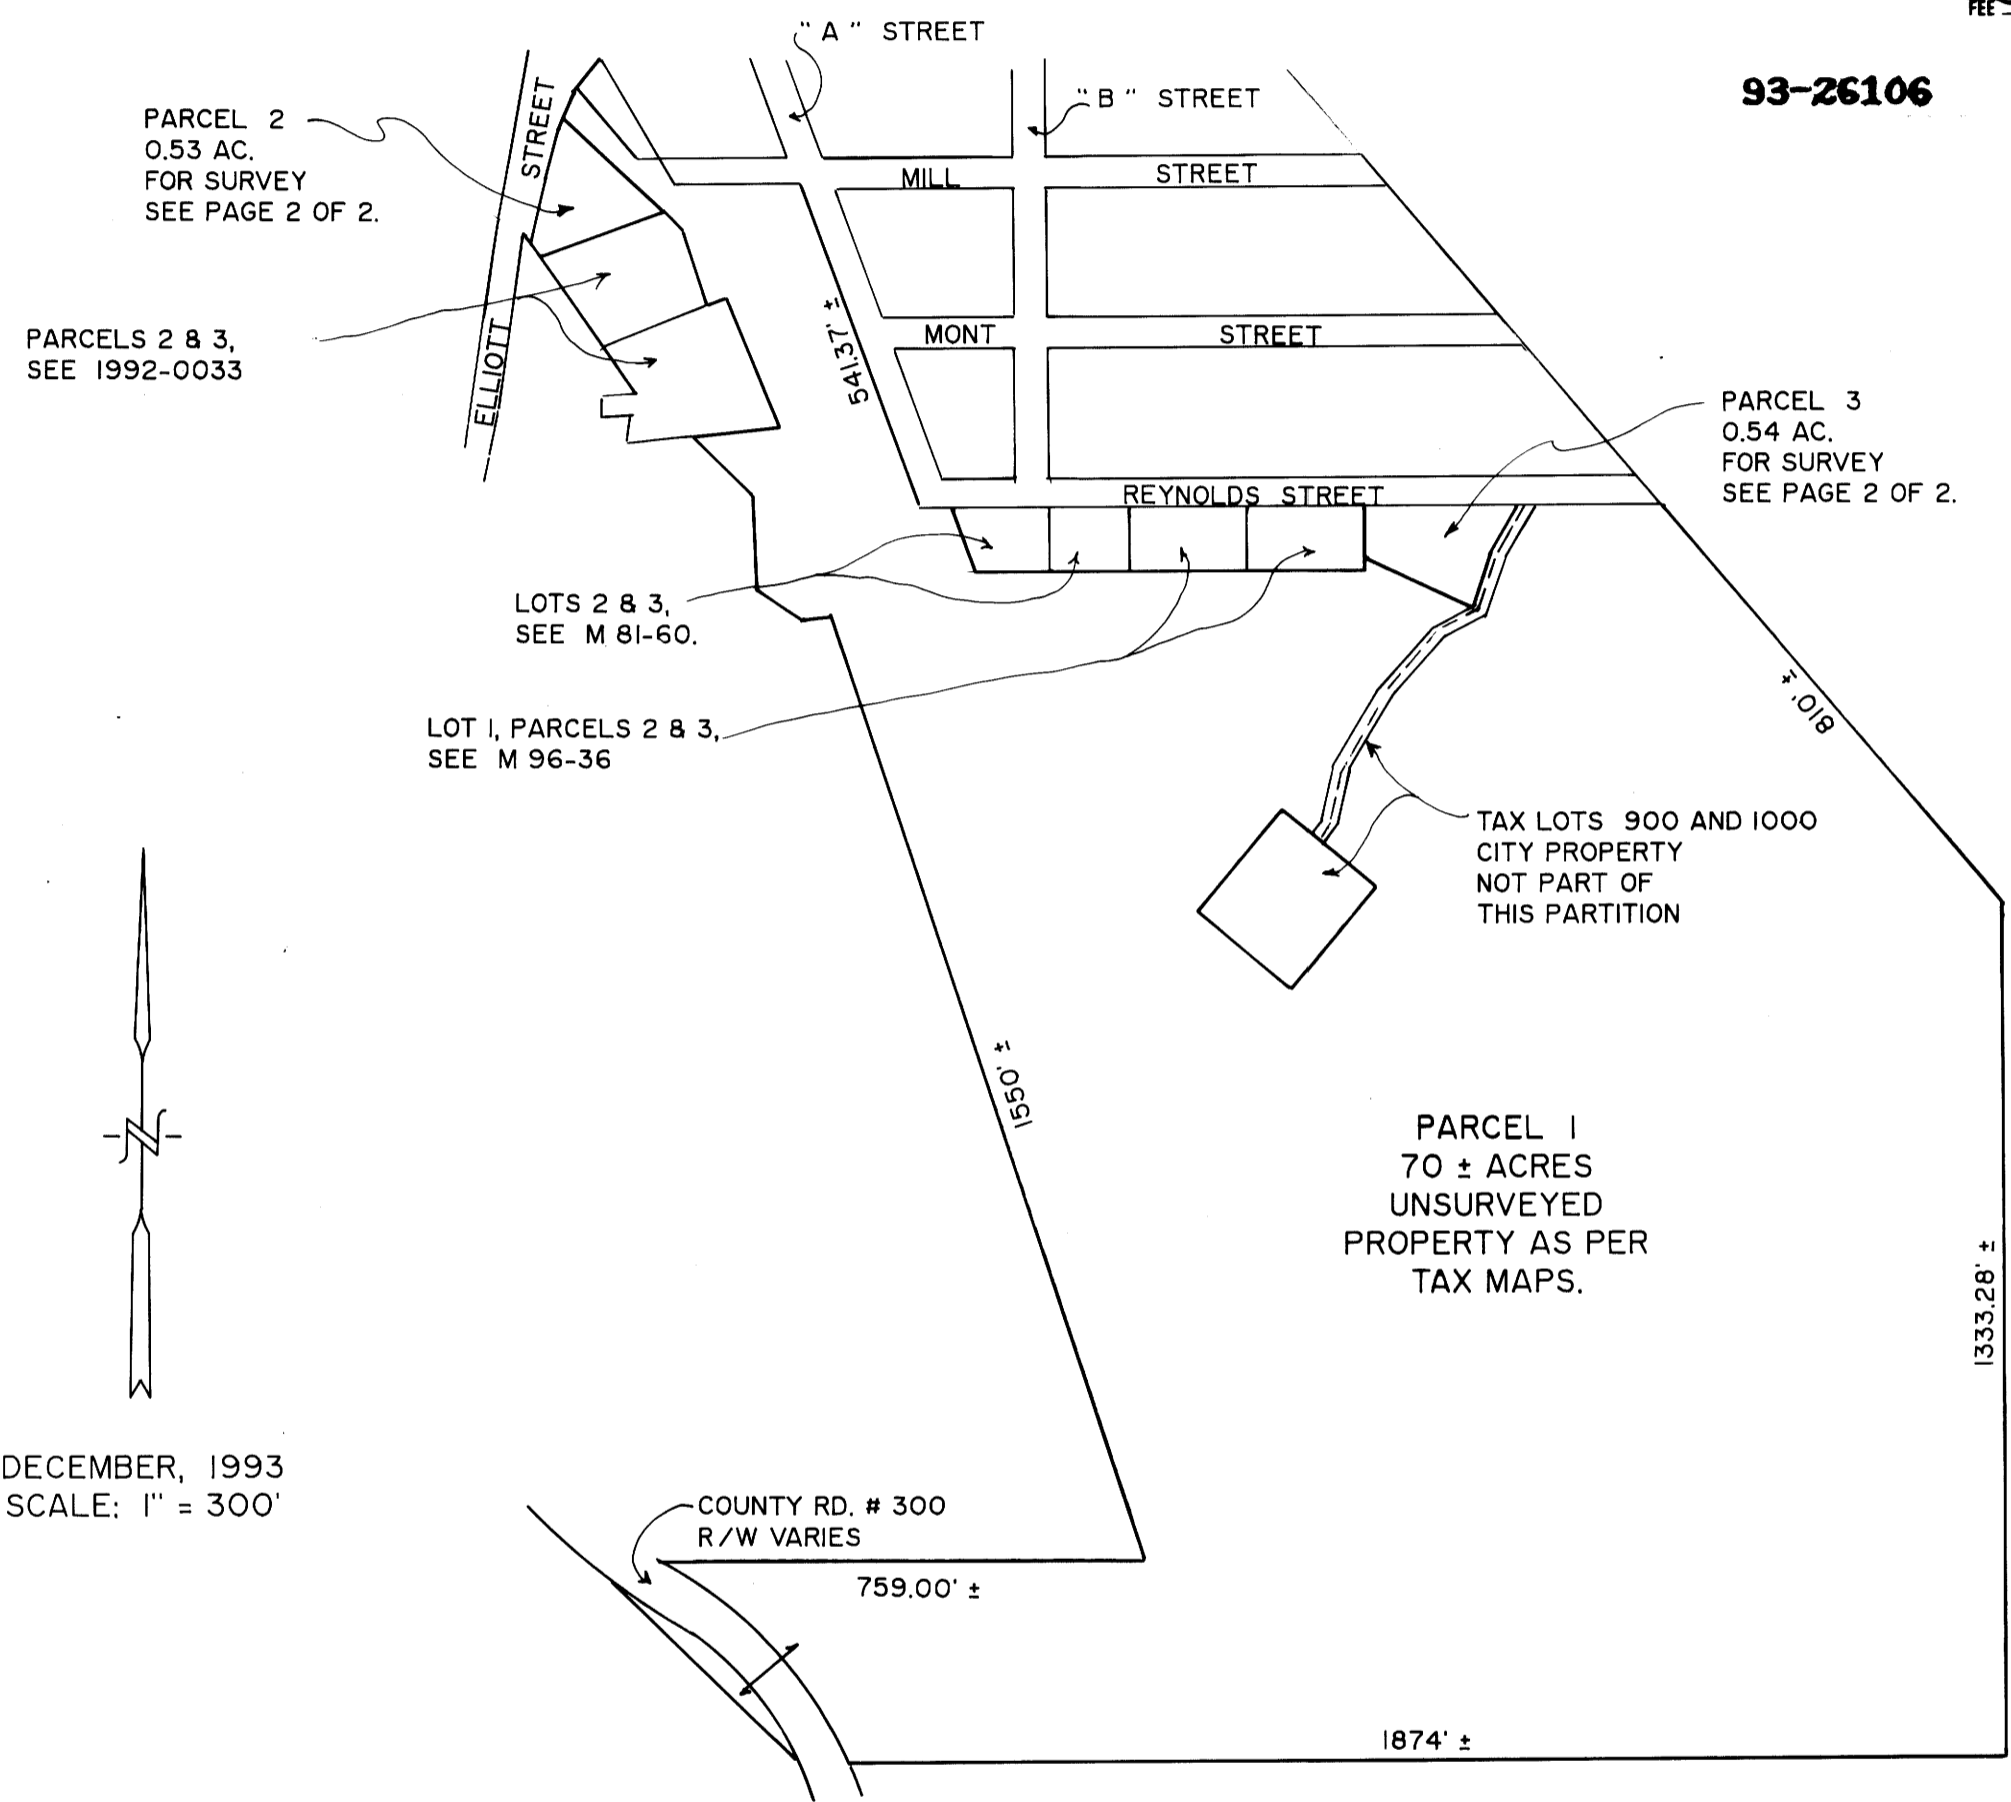 FEE
"A" STREET
93-26106
"B" STREET
PARCEL 2
0.53 AC.
FOR SURVEY
SEE PAGE 2 OF 2.
STREET
MILL STREET
PARCELS 2 & 3,
SEE 1992-0033
ELLIOTT
541.37' ±
MONT STREET
PARCEL 3
0.54 AC.
FOR SURVEY
SEE PAGE 2 OF 2.
REYNOLDS STREET
LOTS 2 & 3,
SEE M 81-60.
LOT 1, PARCELS 2 & 3,
SEE M 96-36
810' ±
TAX LOTS 900 AND 1000
CITY PROPERTY
NOT PART OF
THIS PARTITION
1550' ±
N
PARCEL 1
70 ± ACRES
UNSURVEYED
PROPERTY AS PER
TAX MAPS.
1333.28' ±
DECEMBER, 1993
SCALE: 1" = 300'
COUNTY RD. # 300
R/W VARIES
759.00' ±
1874' ±